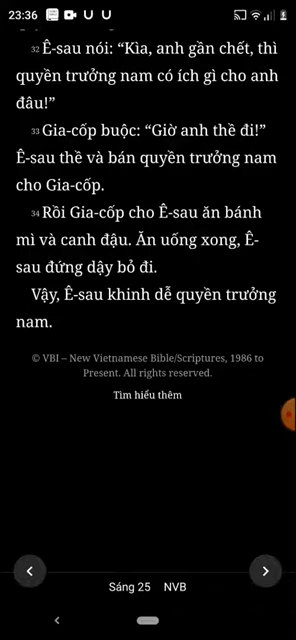 23:36
32 Ê-sau nói: “Kìa, anh gần chết, thì
quyền trưởng nam có ích gì cho anh
đâu!”
33 Gia-cốp buộc: “Giờ anh thề đi!”
Ê-sau thề và bán quyền trưởng nam
cho Gia-cốp.
34 Rồi Gia-cốp cho Ê-sau ăn bánh
mì và canh đậu. Ăn uống xong, Ê-
sau đứng dậy bỏ đi.
Vậy, Ê-sau khinh dễ quyền trưởng
nam.
© VBI – New Vietnamese Bible/Scriptures, 1986 to
Present. All rights reserved.
Tìm hiểu thêm
Sáng 25 NVB